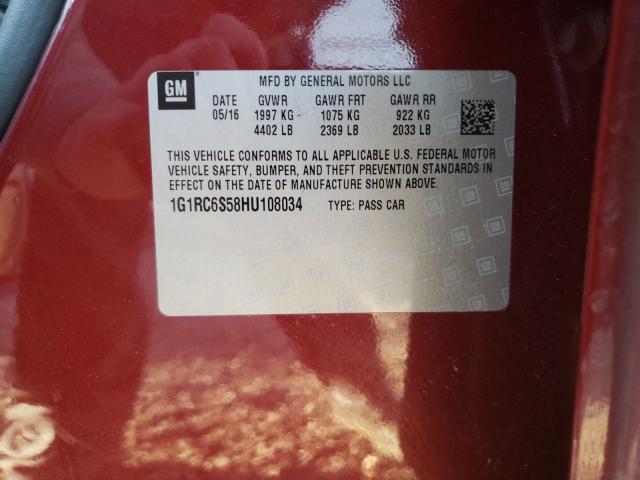 GM
MFD BY GENERAL MOTORS LLC
DATE GVWR GAWR FRT GAWR RR
05/16 1997 KG 1075 KG 922 KG
4402 LB 2369 LB 2033 LB
THIS VEHICLE CONFORMS TO ALL APPLICABLE U.S. FEDERAL MOTOR
VEHICLE SAFETY, BUMPER, AND THEFT PREVENTION STANDARDS IN
EFFECT ON THE DATE OF MANUFACTURE SHOWN ABOVE.
1G1RC6S58HU108034 TYPE: PASS CAR